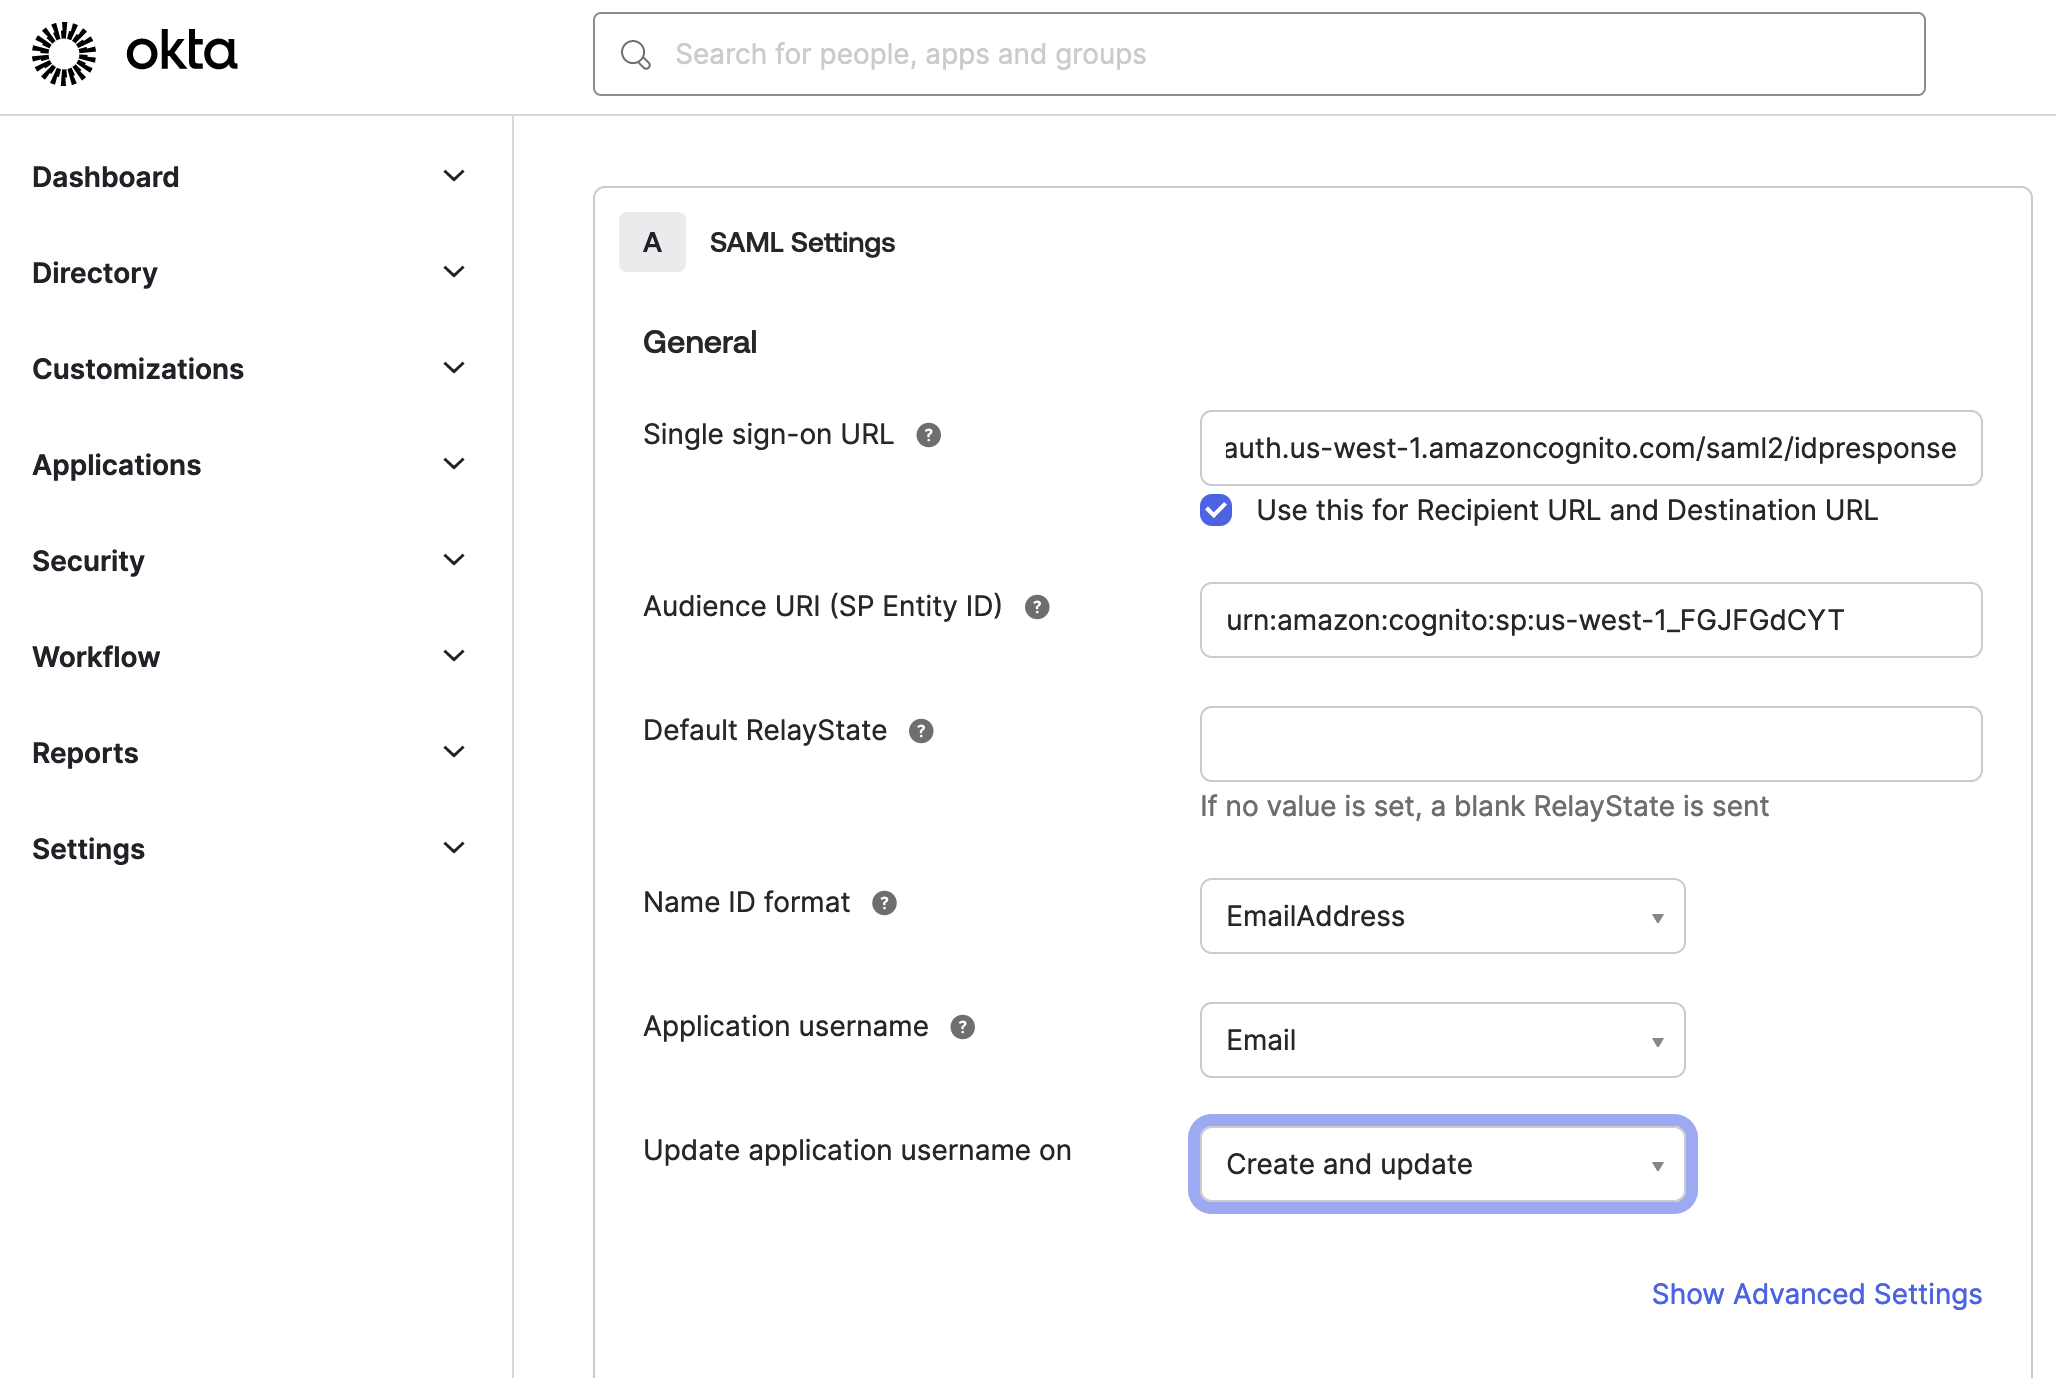 okta
Search for people, apps and groups
Dashboard
Directory
Customizations
Applications
Security
Workflow
Reports
Settings
A SAML Settings
General
Single sign-on URL ? auth.us-west-1.amazoncognito.com/saml2/idpresponse
Use this for Recipient URL and Destination URL
Audience URI (SP Entity ID) ? urn:amazon:cognito:sp:us-west-1_FGJFGdCYT
Default RelayState ?
If no value is set, a blank RelayState is sent
Name ID format ? EmailAddress
Application username ? Email
Update application username on Create and update
Show Advanced Settings